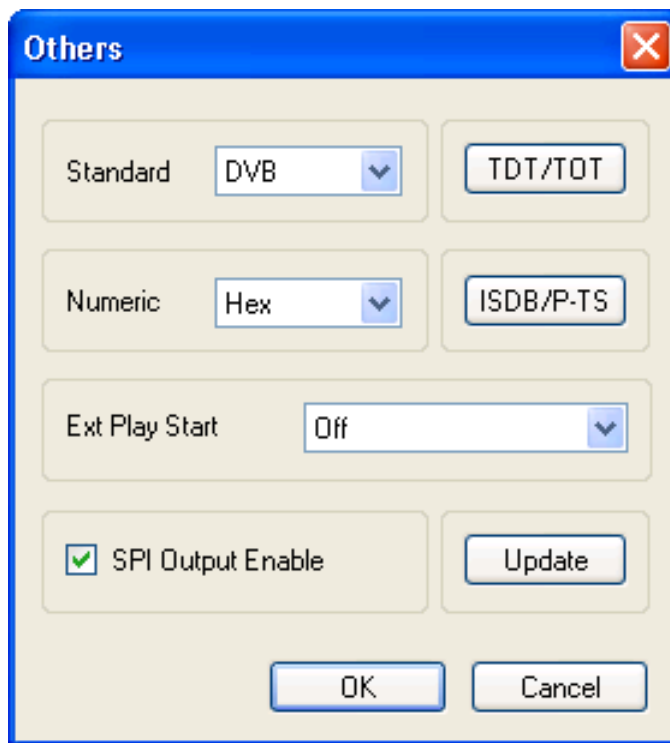 Others
Standard DVB TDT/TOT
Numeric Hex ISDB/P-TS
Ext Play Start Off
SPI Output Enable Update
OK Cancel